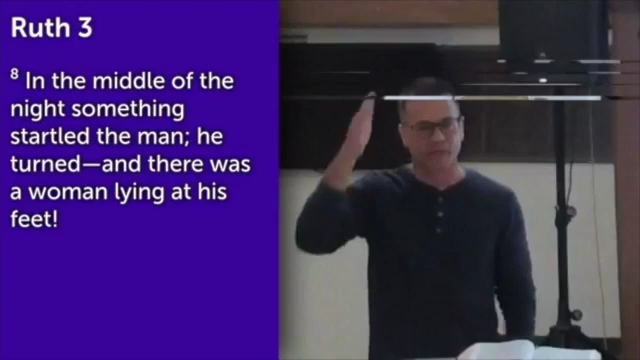 Ruth 3
8 In the middle of the
night something
startled the man; he
turned—and there was
a woman lying at his
feet!